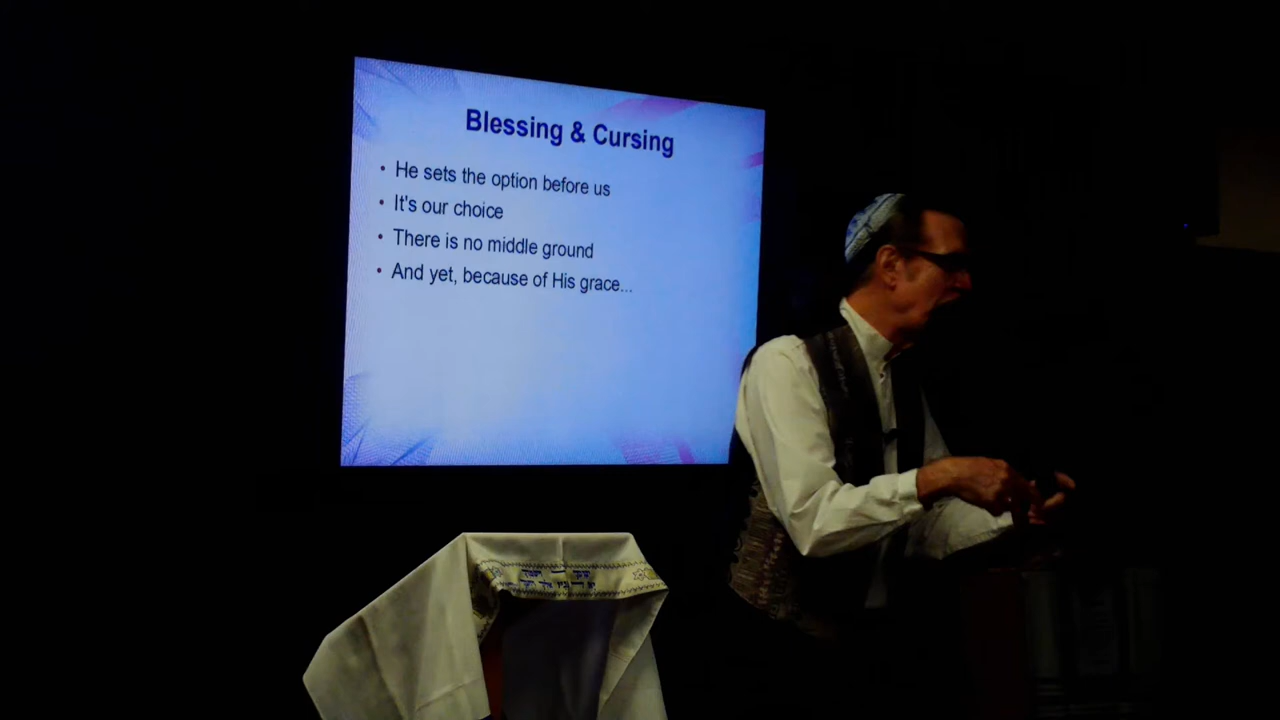 Blessing & Cursing
• He sets the option before us
• It's our choice
• There is no middle ground
• And yet, because of His grace...